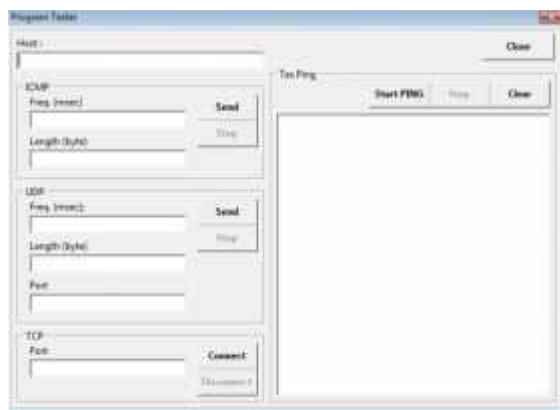 Program Tester
Host :
Close
ICMP
Freq. (msec)
Send
Stop
Length (byte)
UDP
Freq. (msec)
Send
Stop
Length (byte)
Port
TCP
Port
Connect
Disconnect
Tes Ping
Start PING
Stop
Clear